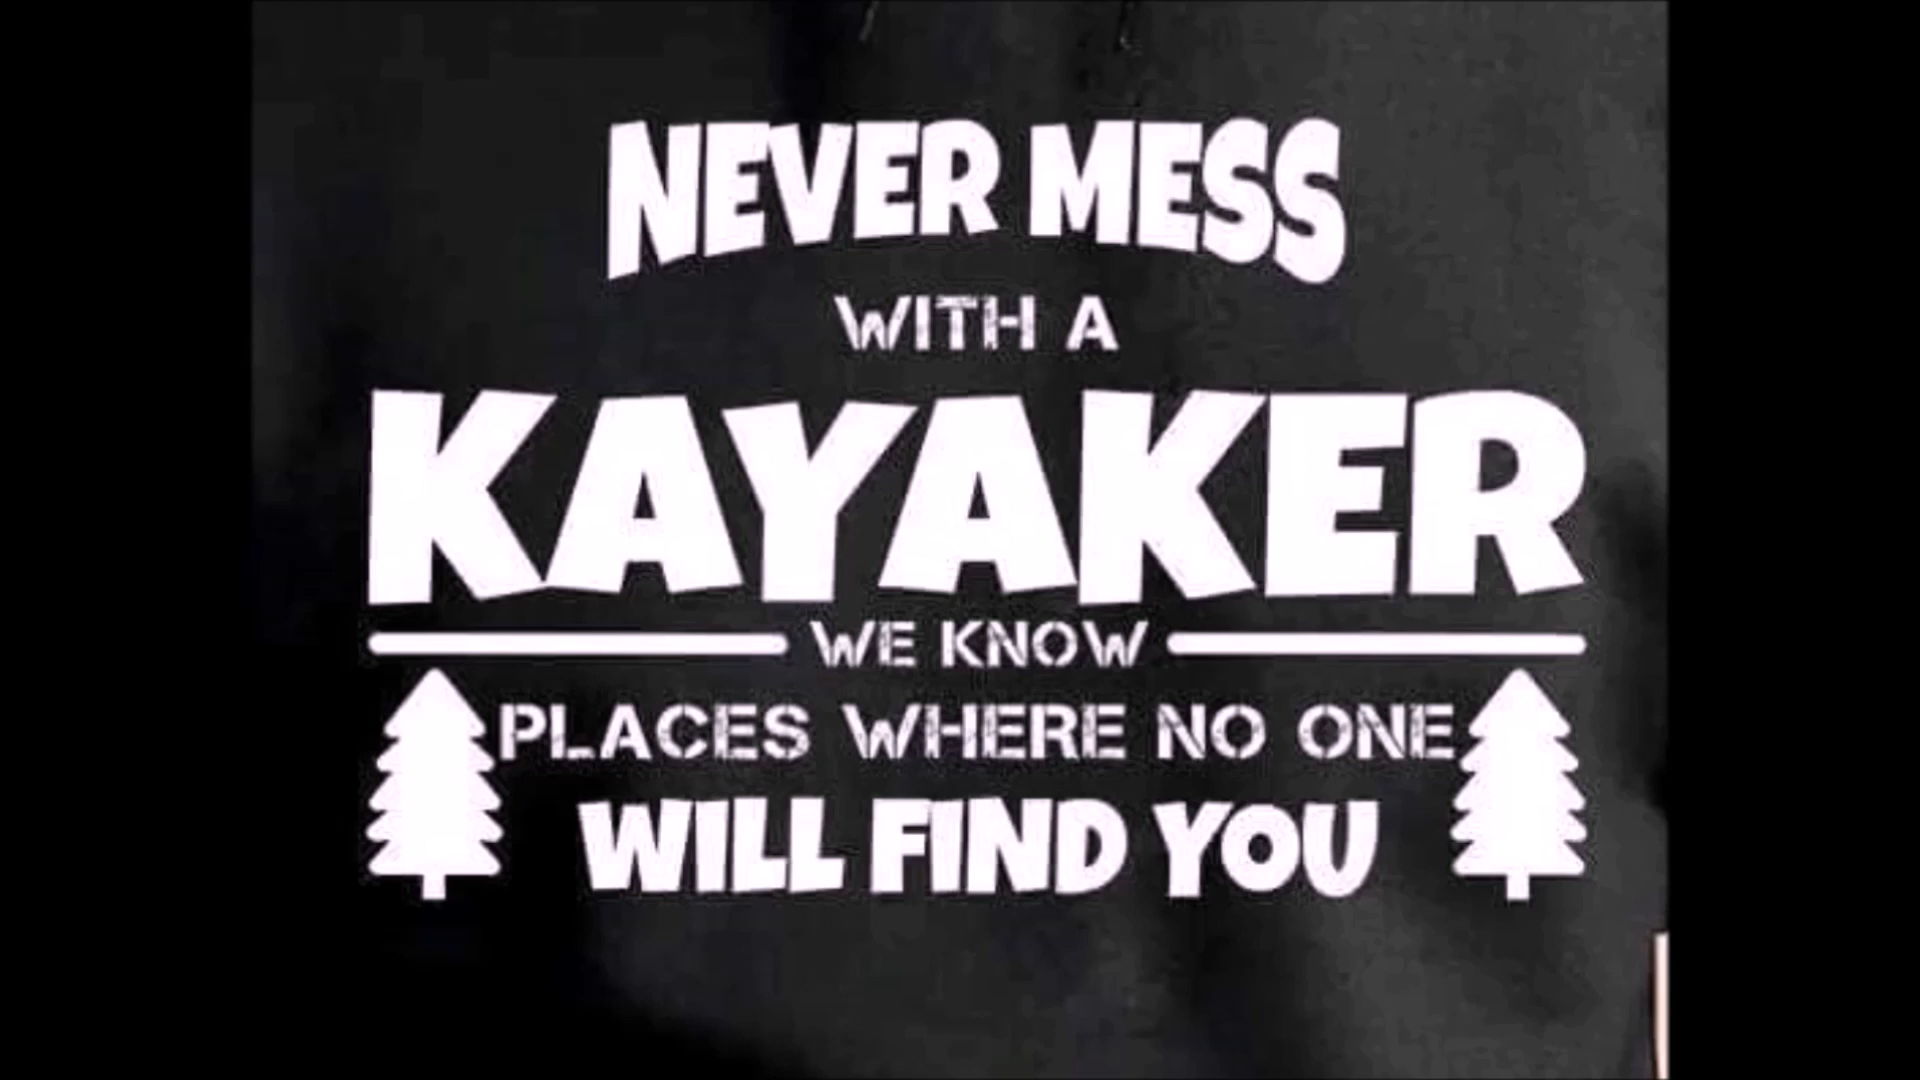 NEVER MESS
WITH A
KAYAKER
WE KNOW
PLACES WHERE NO ONE
WILL FIND YOU